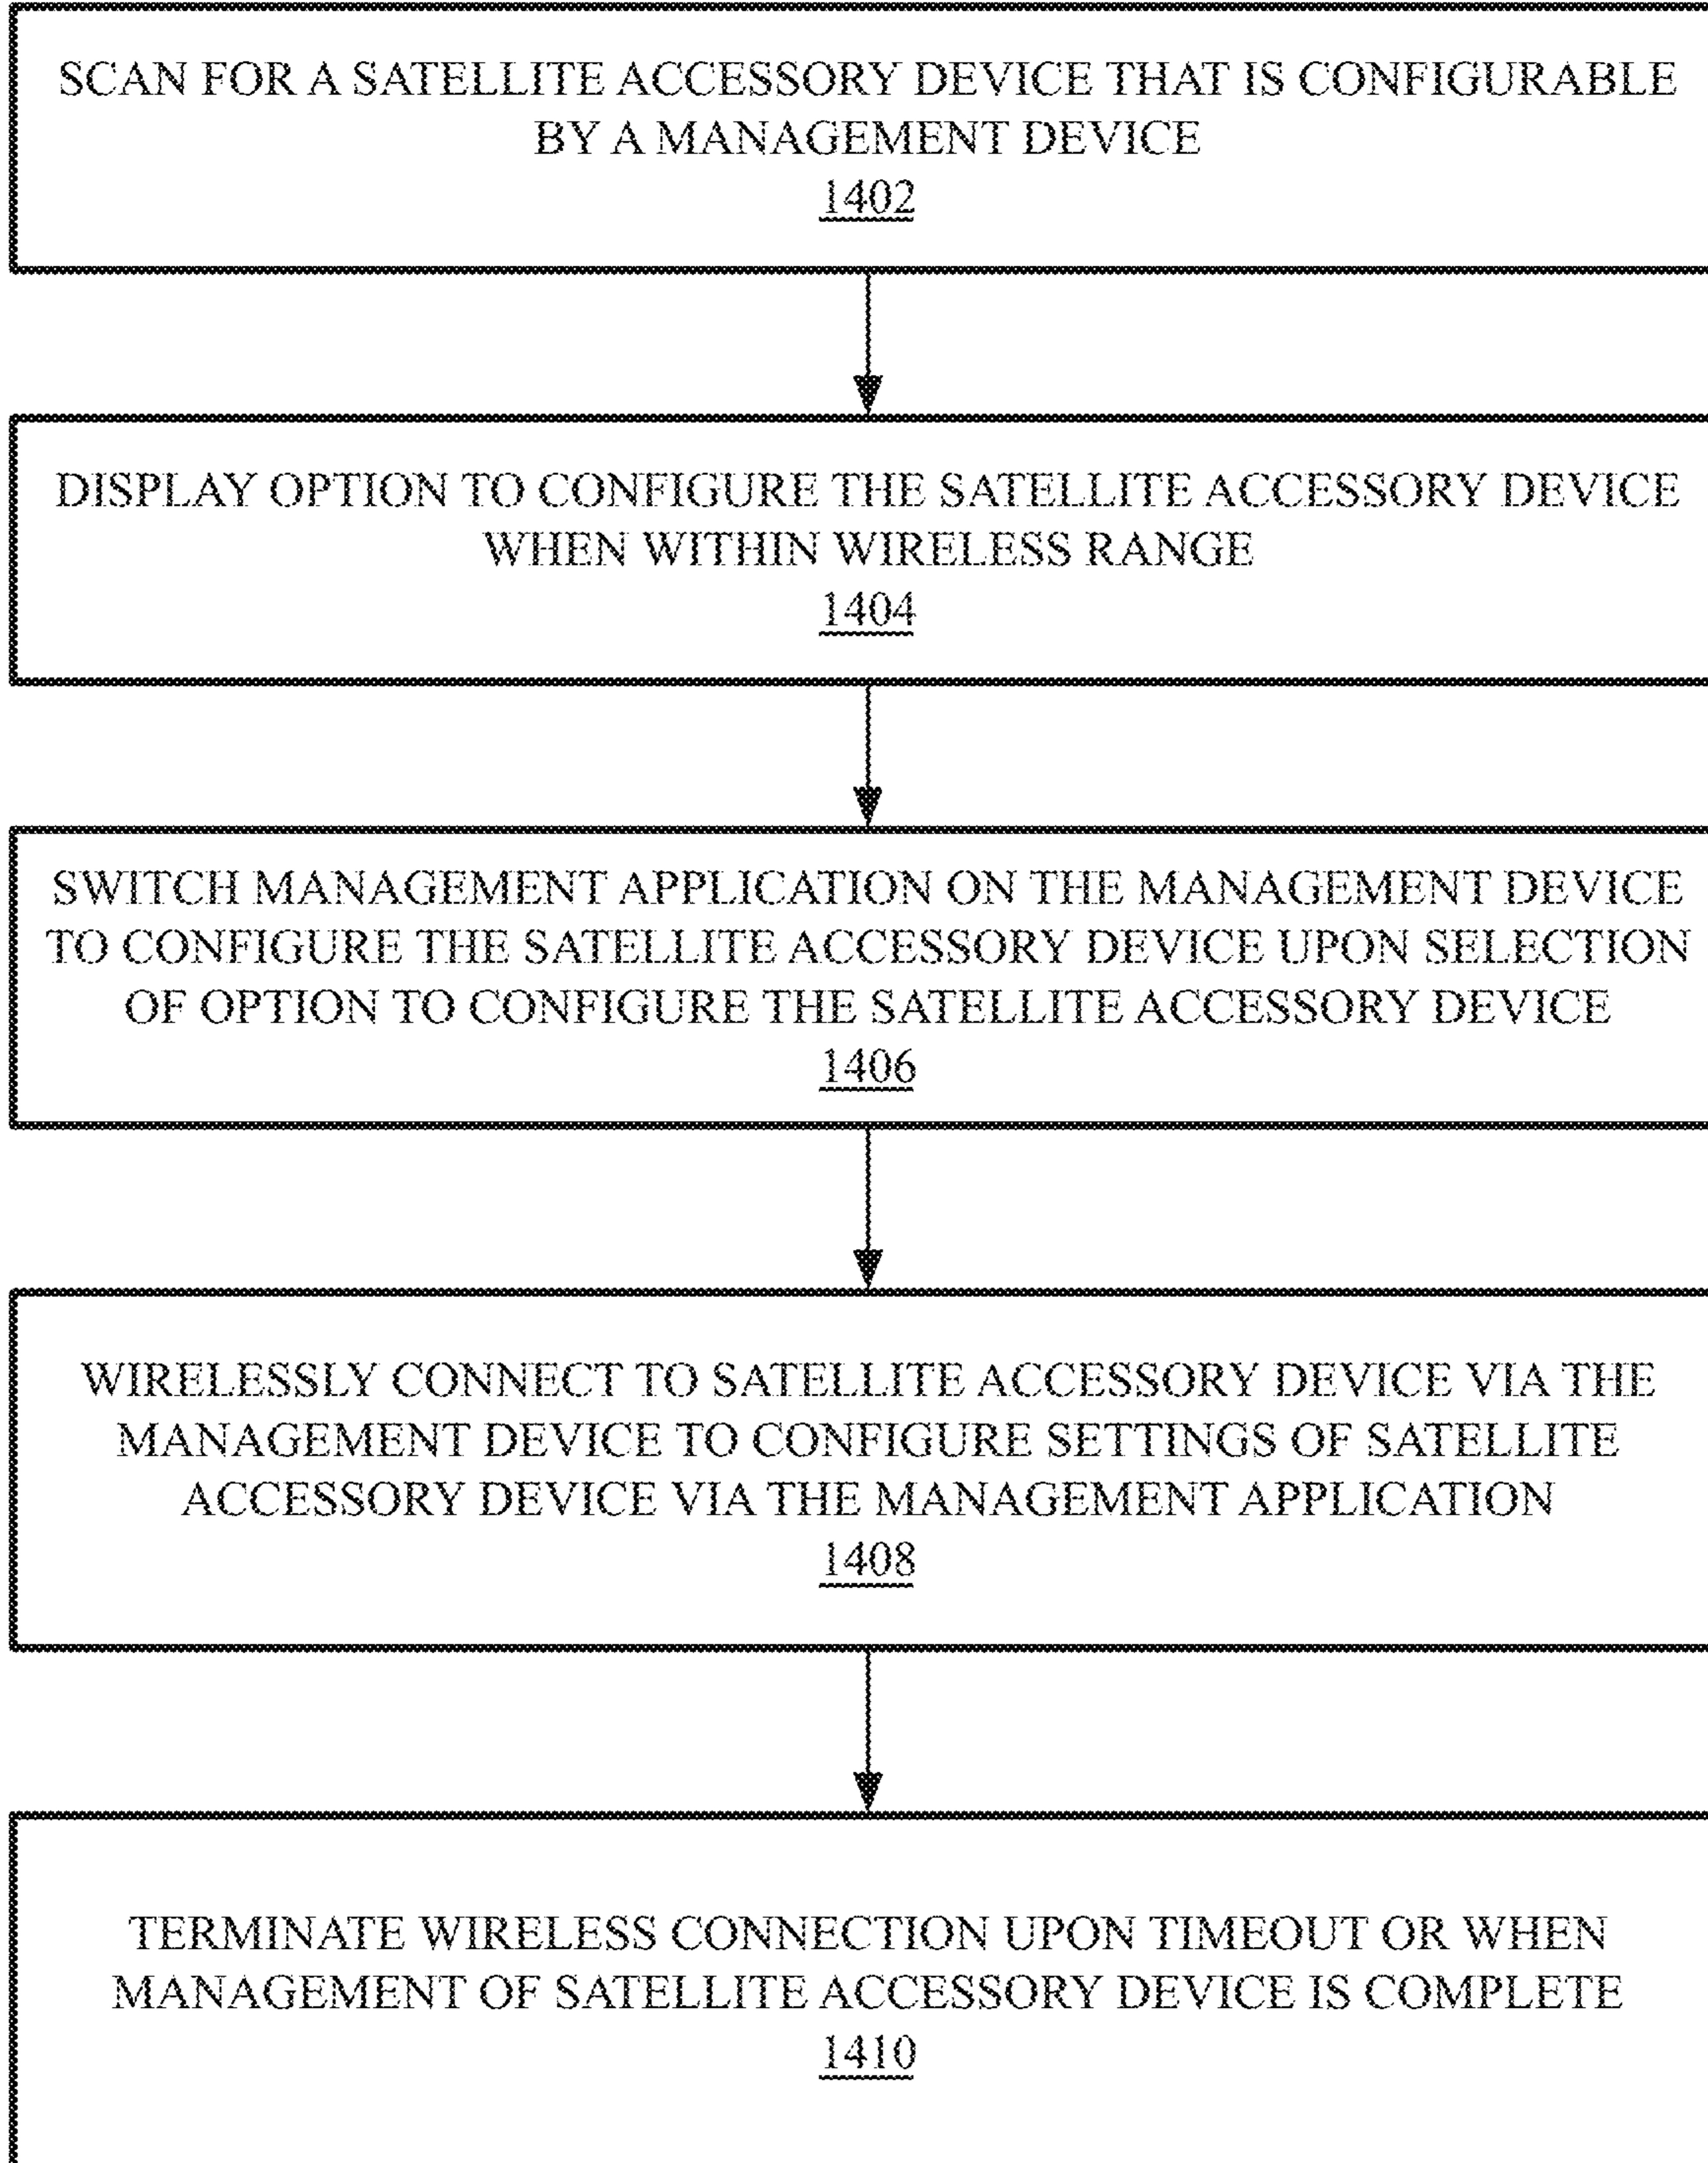 SCAN FOR A SATELLITE ACCESSORY DEVICE THAT IS CONFIGURABLE
BY A MANAGEMENT DEVICE
1402
DISPLAY OPTION TO CONFIGURE THE SATELLITE ACCESSORY DEVICE
WHEN WITHIN WIRELESS RANGE
1404
SWITCH MANAGEMENT APPLICATION ON THE MANAGEMENT DEVICE
TO CONFIGURE THE SATELLITE ACCESSORY DEVICE UPON SELECTION
OF OPTION TO CONFIGURE THE SATELLITE ACCESSORY DEVICE
1406
WIRELESSLY CONNECT TO SATELLITE ACCESSORY DEVICE VIA THE
MANAGEMENT DEVICE TO CONFIGURE SETTINGS OF SATELLITE
ACCESSORY DEVICE VIA THE MANAGEMENT APPLICATION
1408
TERMINATE WIRELESS CONNECTION UPON TIMEOUT OR WHEN
MANAGEMENT OF SATELLITE ACCESSORY DEVICE IS COMPLETE
1410